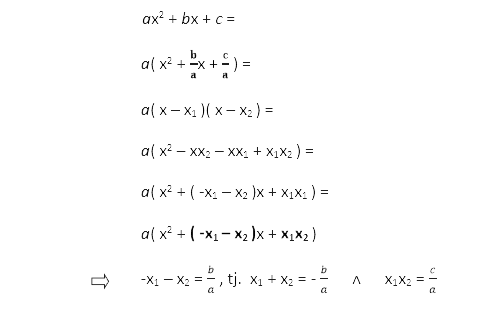 ax² + bx + c =
a( x² + b/a x + c/a ) =
a( x – x₁ )( x – x₂ ) =
a( x² – xx₂ – xx₁ + x₁x₂ ) =
a( x² + ( -x₁ – x₂ )x + x₁x₁ ) =
a( x² + ( -x₁ – x₂ )x + x₁x₂ )
⇨ -x₁ – x₂ = b/a , tj. x₁ + x₂ = - b/a ∧ x₁x₂ = c/a